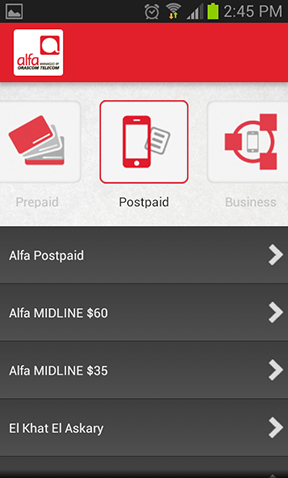 2:45 PM
alfa
MANAGED BY
ORASCOM TELECOM
Prepaid
Postpaid
Business
Alfa Postpaid
Alfa MIDLINE $60
Alfa MIDLINE $35
El Khat El Askary